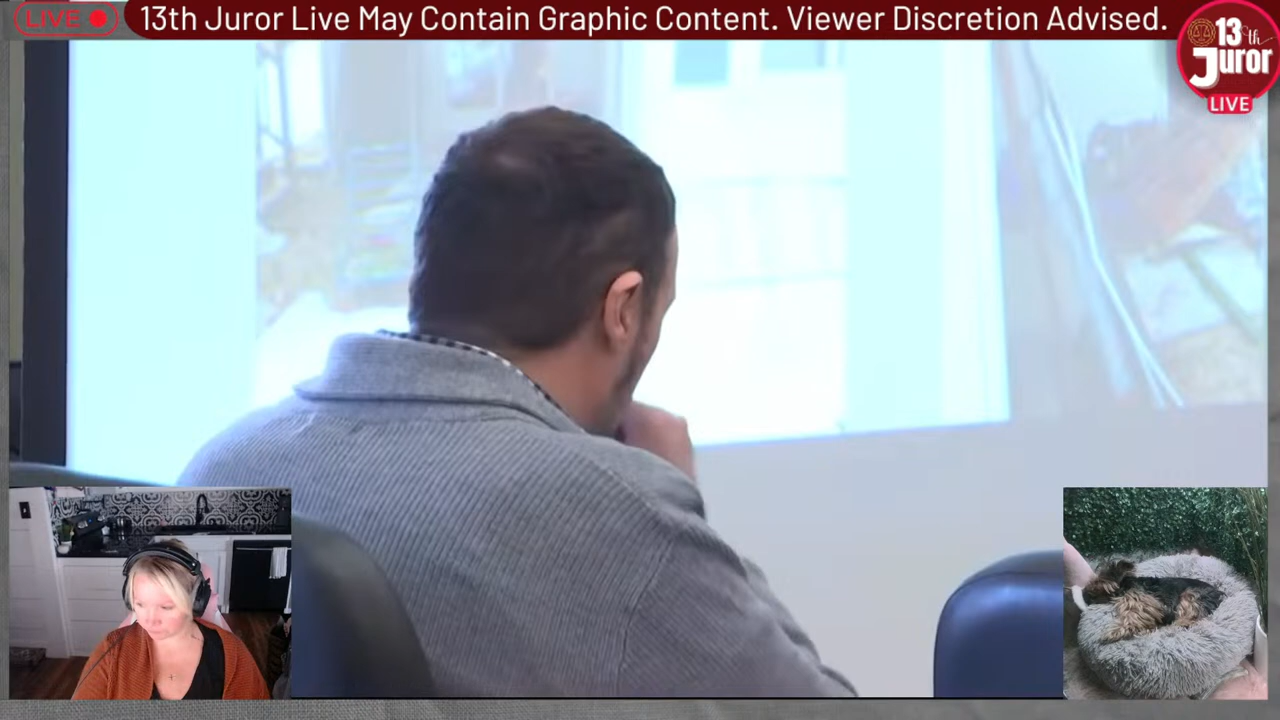 LIVE
13th Juror Live May Contain Graphic Content. Viewer Discretion Advised.
13th
Juror
LIVE